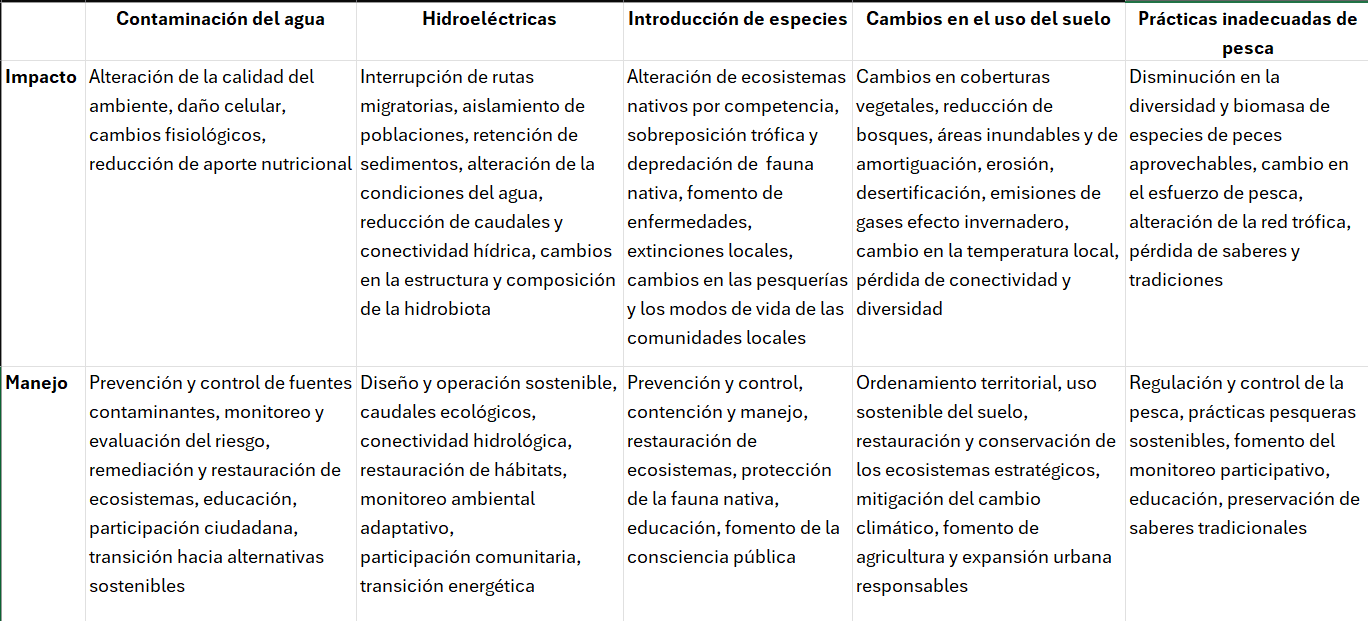 Contaminación del agua
Hidroeléctricas
Introducción de especies
Cambios en el uso del suelo
Prácticas inadecuadas de
pesca
Impacto
Alteración de la calidad del
ambiente, daño celular,
cambios fisiológicos,
reducción de aporte nutricional
Interrupción de rutas
migratorias, aislamiento de
poblaciones, retención de
sedimentos, alteración de la
condiciones del agua,
reducción de caudales y
conectividad hídrica, cambios
en la estructura y composición
de la hidrobiota
Alteración de ecosistemas
nativos por competencia,
sobreposición trófica y
depredación de  fauna
nativa, fomento de
enfermedades,
extinciones locales,
cambios en las pesquerías
y los modos de vida de las
comunidades locales
Cambios en coberturas
vegetales, reducción de
bosques, áreas inundables y de
amortiguación, erosión,
desertificación, emisiones de
gases efecto invernadero,
cambio en la temperatura local,
pérdida de conectividad y
diversidad
Disminución en la
diversidad y biomasa de
especies de peces
aprovechables, cambio en
el esfuerzo de pesca,
alteración de la red trófica,
pérdida de saberes y
tradiciones
Manejo
Prevención y control de fuentes
contaminantes, monitoreo y
evaluación del riesgo,
remediación y restauración de
ecosistemas, educación,
participación ciudadana,
transición hacia alternativas
sostenibles
Diseño y operación sostenible,
caudales ecológicos,
conectividad hidrológica,
restauración de hábitats,
monitoreo ambiental
adaptativo,
participación comunitaria,
transición energética
Prevención y control,
contención y manejo,
restauración de
ecosistemas, protección
de la fauna nativa,
educación, fomento de la
consciencia pública
Ordenamiento territorial, uso
sostenible del suelo,
restauración y conservación de
los ecosistemas estratégicos,
mitigación del cambio
climático, fomento de
agricultura y expansión urbana
responsables
Regulación y control de la
pesca, prácticas pesqueras
sostenibles, fomento del
monitoreo participativo,
educación, preservación de
saberes tradicionales